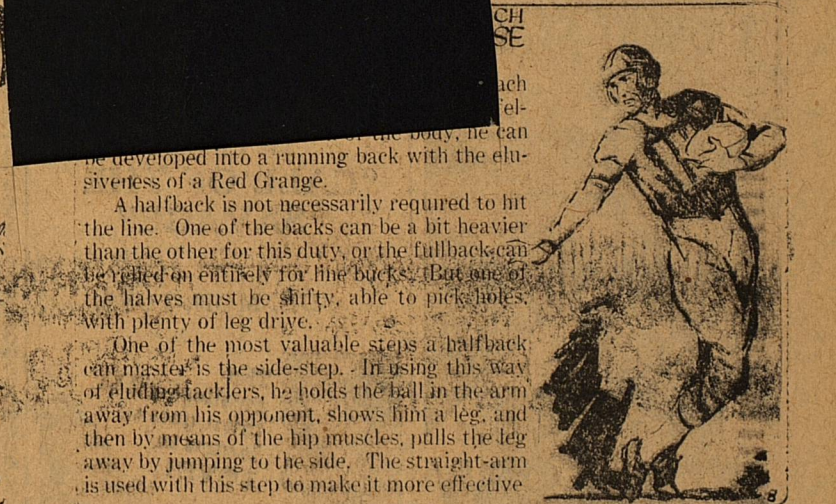 CH
SE
ach
fel-
the body, he can
be developed into a running back with the elu-
siveness of a Red Grange.
A halfback is not necessarily required to hit
the line. One of the backs can be a bit heavier
than the other for this duty, or the fullback can
be relied on entirely for line bucks. But one of
the halves must be shifty, able to pick holes,
with plenty of leg drive.
One of the most valuable steps a halfback
can master is the side-step. In using this way
of eluding tacklers, he holds the ball in the arm
away from his opponent, shows him a leg, and
then by means of the hip muscles, pulls the leg
away by jumping to the side. The straight-arm
is used with this step to make it more effective
8